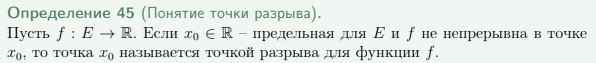 Определение 45 (Понятие точки разрыва).
Пусть f : E → ℝ. Если x₀ ∈ ℝ – предельная для E и f не непрерывна в точке
x₀, то точка x₀ называется точкой разрыва для функции f.